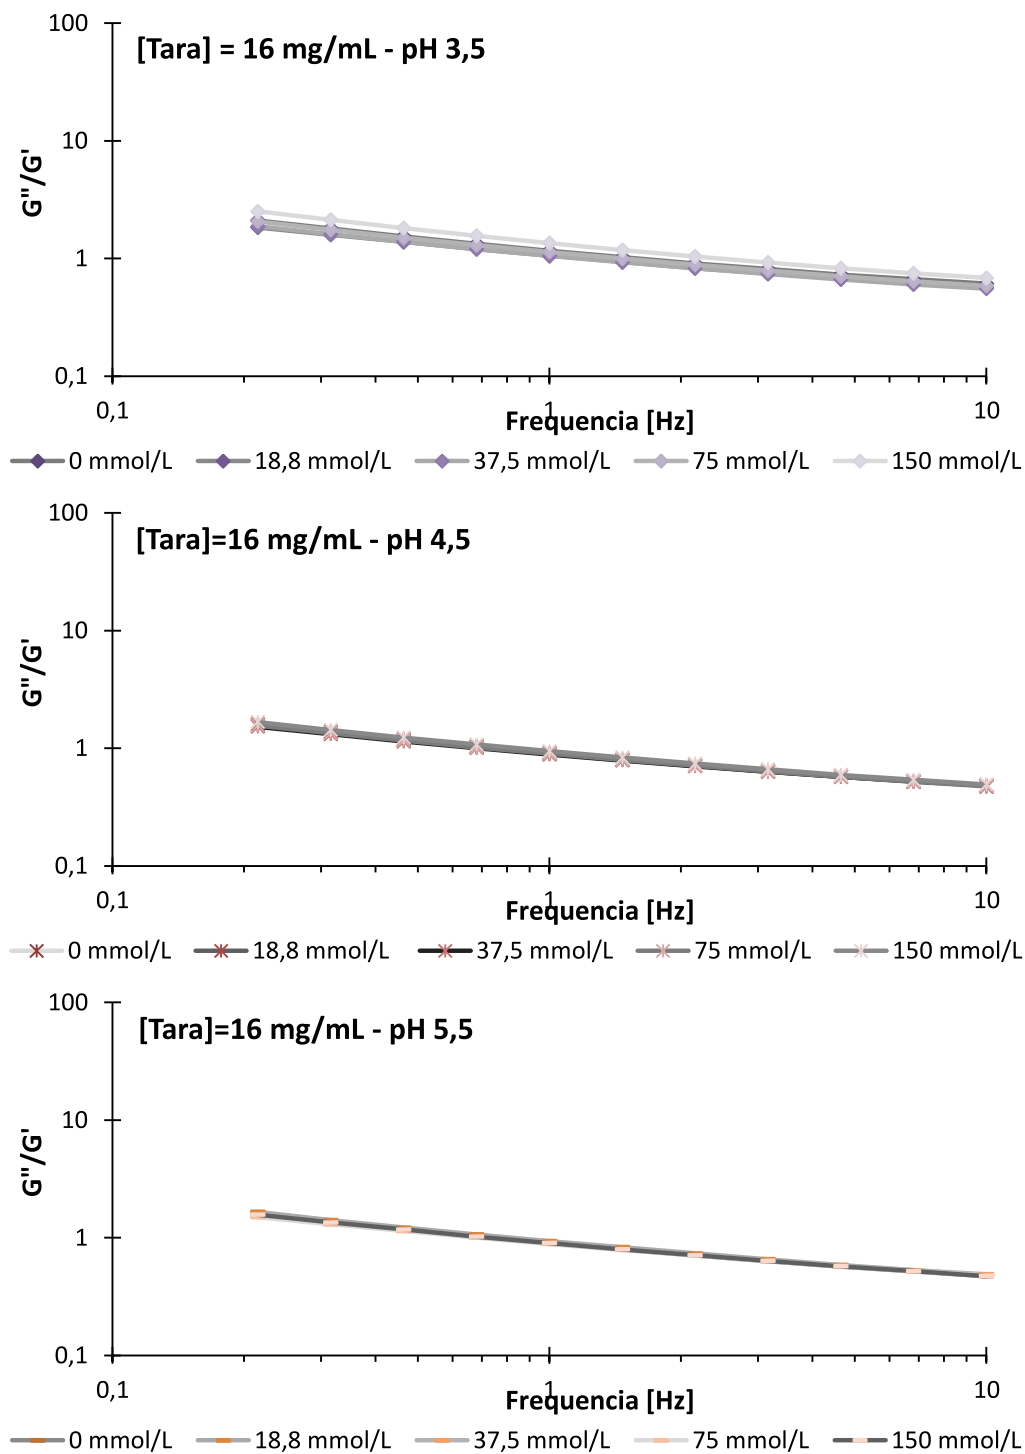 [Tara] = 16 mg/mL - pH 3,5
100
10
1
0,1
G"/G'
0,1
1
10
Frequencia [Hz]
0 mmol/L 18,8 mmol/L 37,5 mmol/L 75 mmol/L 150 mmol/L
[Tara]=16 mg/mL - pH 4,5
100
10
1
0,1
G"/G'
0,1
1
10
Frequencia [Hz]
0 mmol/L 18,8 mmol/L 37,5 mmol/L 75 mmol/L 150 mmol/L
[Tara]=16 mg/mL - pH 5,5
100
10
1
0,1
G"/G'
0,1
1
10
Frequencia [Hz]
0 mmol/L 18,8 mmol/L 37,5 mmol/L 75 mmol/L 150 mmol/L